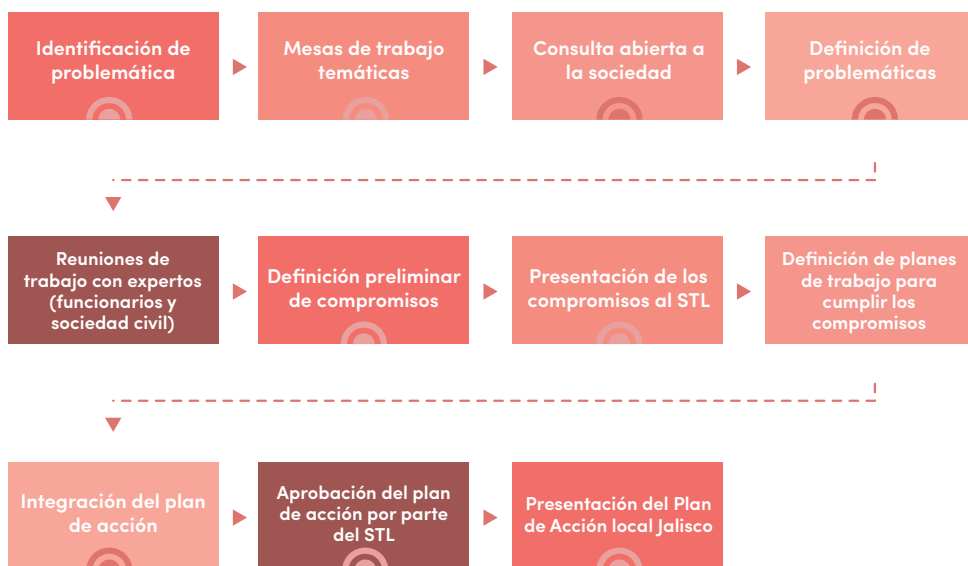 Identificación de
problemática
Mesas de trabajo
temáticas
Consulta abierta a
la sociedad
Definición de
problemáticas
Reuniones de
trabajo con expertos
(funcionarios y
sociedad civil)
Definición preliminar
de compromisos
Presentación de los
compromisos al STL
Definición de planes
de trabajo para
cumplir los
compromisos
Integración del plan
de acción
Aprobación del plan
de acción por parte
del STL
Presentación del Plan
de Acción local Jalisco